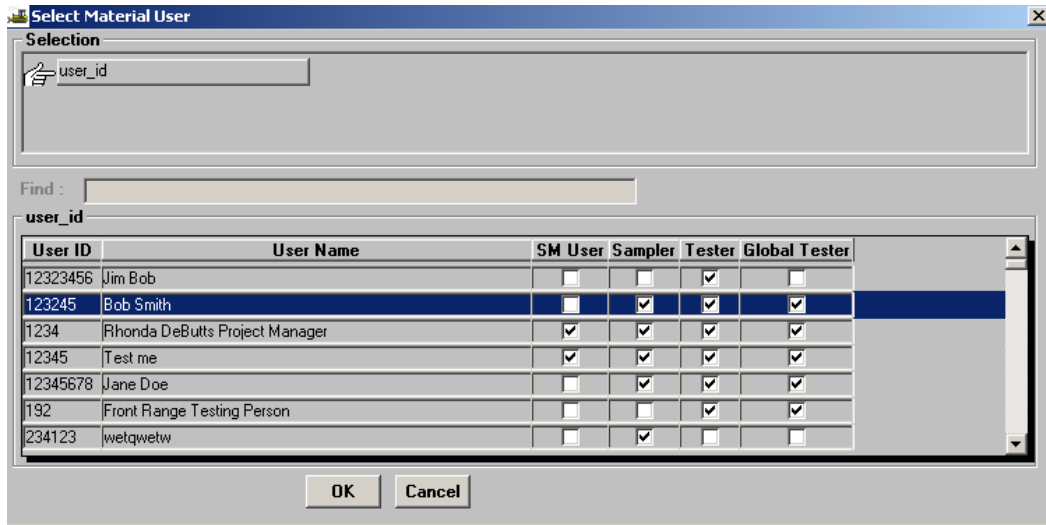 Select Material User
Selection
user_id
Find :
user_id
User ID User Name SM User Sampler Tester Global Tester
12323456 Jim Bob
123245 Bob Smith
1234 Rhonda DeButts Project Manager
12345 Test me
12345678 Jane Doe
192 Front Range Testing Person
234123 wetqwetw
OK Cancel